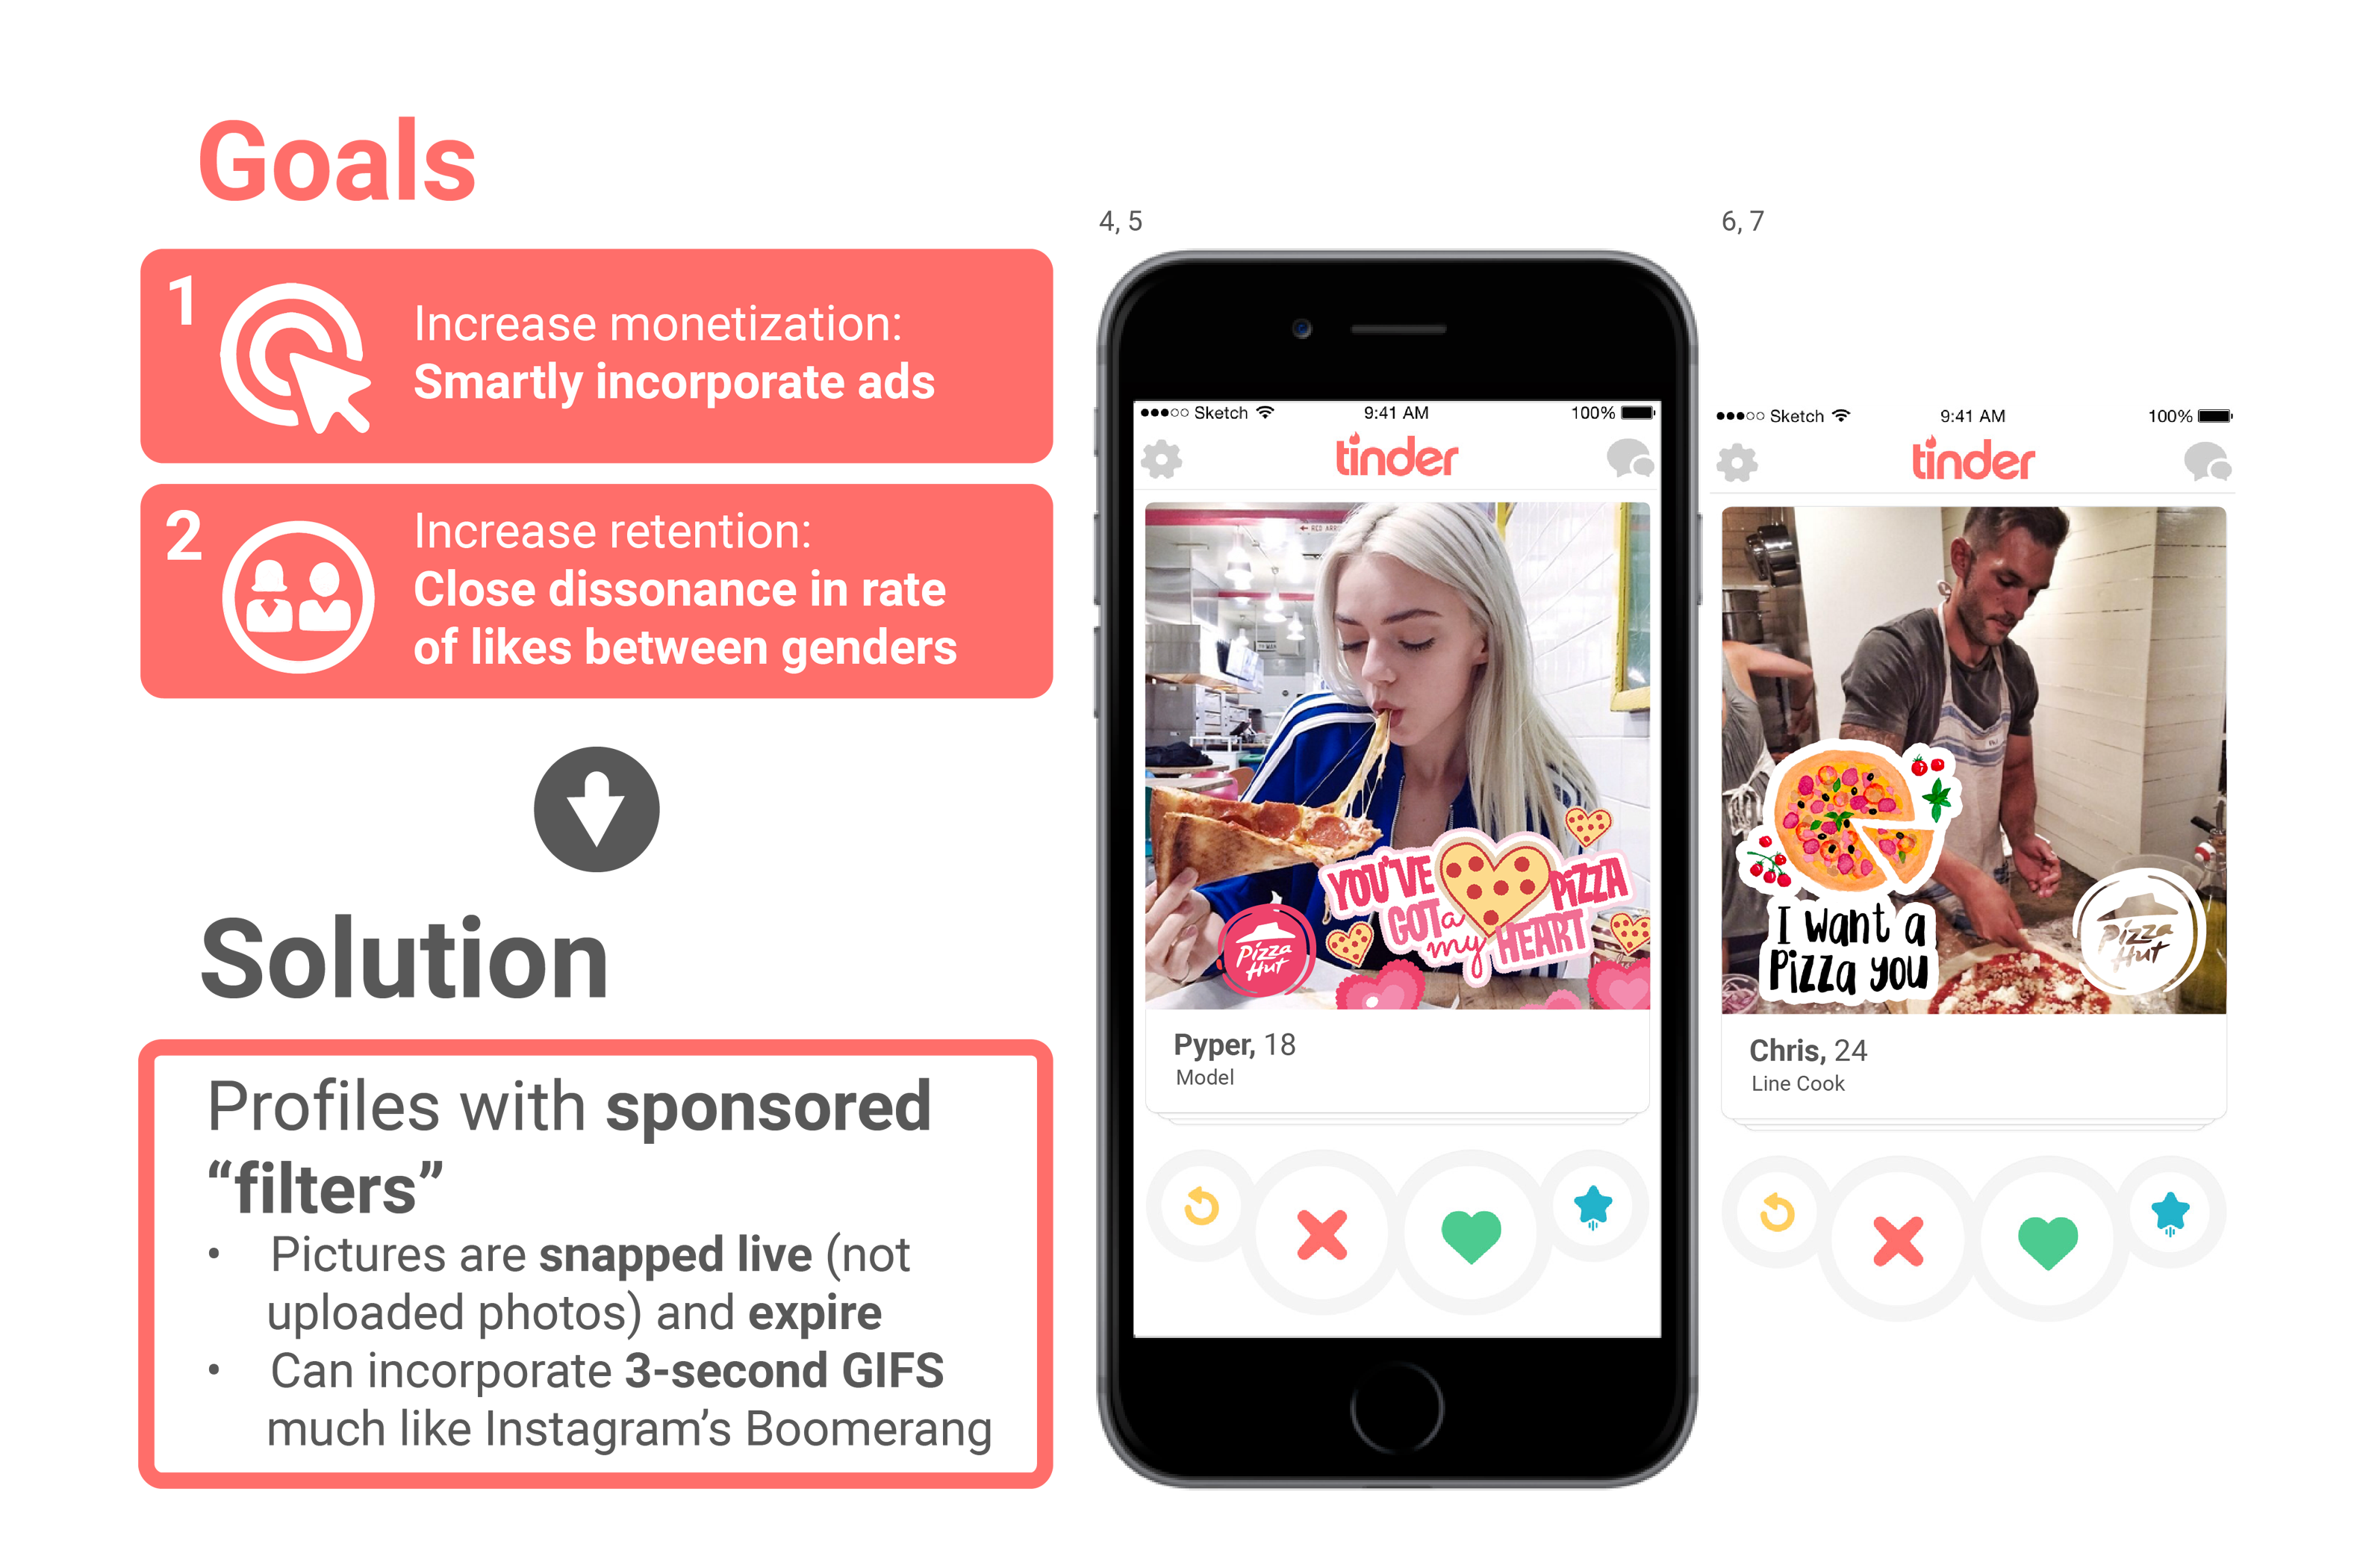 Goals
1
Increase monetization:
Smartly incorporate ads
2
Increase retention:
Close dissonance in rate
of likes between genders
Solution
Profiles with sponsored
“filters”
• Pictures are snapped live (not
uploaded photos) and expire
• Can incorporate 3-second GIFS
much like Instagram’s Boomerang
4, 5
Sketch 9:41 AM 100%
tinder
YOU'VE
GOT a
PiZZA
my HEART
Pizza
Hut
Pyper, 18
Model
6, 7
Sketch 9:41 AM 100%
tinder
I want a
Pizza you
Pizza
Hut
Chris, 24
Line Cook